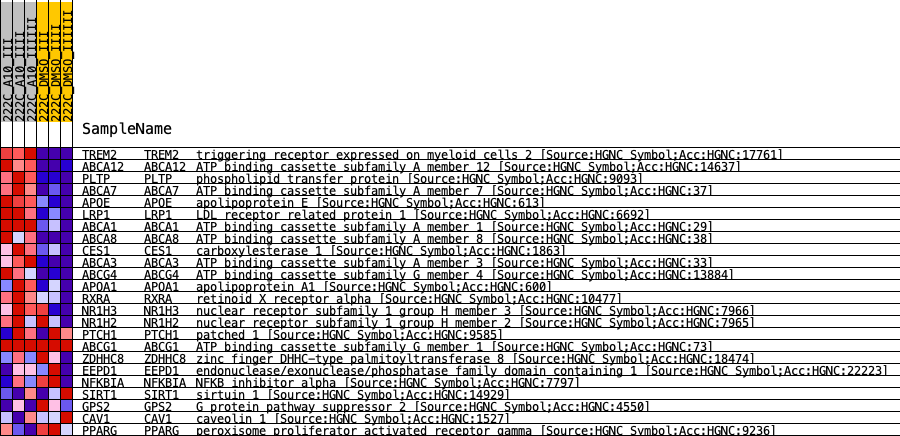 222C_A10_III
222C_A10_IIII
222C_A10_IIIIII
222C_DMSO_III
222C_DMSO_IIII
222C_DMSO_IIIIII
SampleName
TREM2 TREM2 triggering receptor expressed on myeloid cells 2 [Source:HGNC Symbol;Acc:HGNC:17761]
ABCA12 ABCA12 ATP binding cassette subfamily A member 12 [Source:HGNC Symbol;Acc:HGNC:14637]
PLTP PLTP phospholipid transfer protein [Source:HGNC Symbol;Acc:HGNC:9093]
ABCA7 ABCA7 ATP binding cassette subfamily A member 7 [Source:HGNC Symbol;Acc:HGNC:37]
APOE APOE apolipoprotein E [Source:HGNC Symbol;Acc:HGNC:613]
LRP1 LRP1 LDL receptor related protein 1 [Source:HGNC Symbol;Acc:HGNC:6692]
ABCA1 ABCA1 ATP binding cassette subfamily A member 1 [Source:HGNC Symbol;Acc:HGNC:29]
ABCA8 ABCA8 ATP binding cassette subfamily A member 8 [Source:HGNC Symbol;Acc:HGNC:38]
CES1 CES1 carboxylesterase 1 [Source:HGNC Symbol;Acc:HGNC:1863]
ABCA3 ABCA3 ATP binding cassette subfamily A member 3 [Source:HGNC Symbol;Acc:HGNC:33]
ABCG4 ABCG4 ATP binding cassette subfamily G member 4 [Source:HGNC Symbol;Acc:HGNC:13884]
APOA1 APOA1 apolipoprotein A1 [Source:HGNC Symbol;Acc:HGNC:600]
RXRA RXRA retinoid X receptor alpha [Source:HGNC Symbol;Acc:HGNC:10477]
NR1H3 NR1H3 nuclear receptor subfamily 1 group H member 3 [Source:HGNC Symbol;Acc:HGNC:7966]
NR1H2 NR1H2 nuclear receptor subfamily 1 group H member 2 [Source:HGNC Symbol;Acc:HGNC:7965]
PTCH1 PTCH1 patched 1 [Source:HGNC Symbol;Acc:HGNC:9585]
ABCG1 ABCG1 ATP binding cassette subfamily G member 1 [Source:HGNC Symbol;Acc:HGNC:73]
ZDHHC8 ZDHHC8 zinc finger DHHC-type palmitoyltransferase 8 [Source:HGNC Symbol;Acc:HGNC:18474]
EEPD1 EEPD1 endonuclease/exonuclease/phosphatase family domain containing 1 [Source:HGNC Symbol;Acc:HGNC:22223]
NFKBIA NFKBIA NFKB inhibitor alpha [Source:HGNC Symbol;Acc:HGNC:7797]
SIRT1 SIRT1 sirtuin 1 [Source:HGNC Symbol;Acc:HGNC:14929]
GPS2 GPS2 G protein pathway suppressor 2 [Source:HGNC Symbol;Acc:HGNC:4550]
CAV1 CAV1 caveolin 1 [Source:HGNC Symbol;Acc:HGNC:1527]
PPARG PPARG peroxisome proliferator activated receptor gamma [Source:HGNC Symbol;Acc:HGNC:9236]